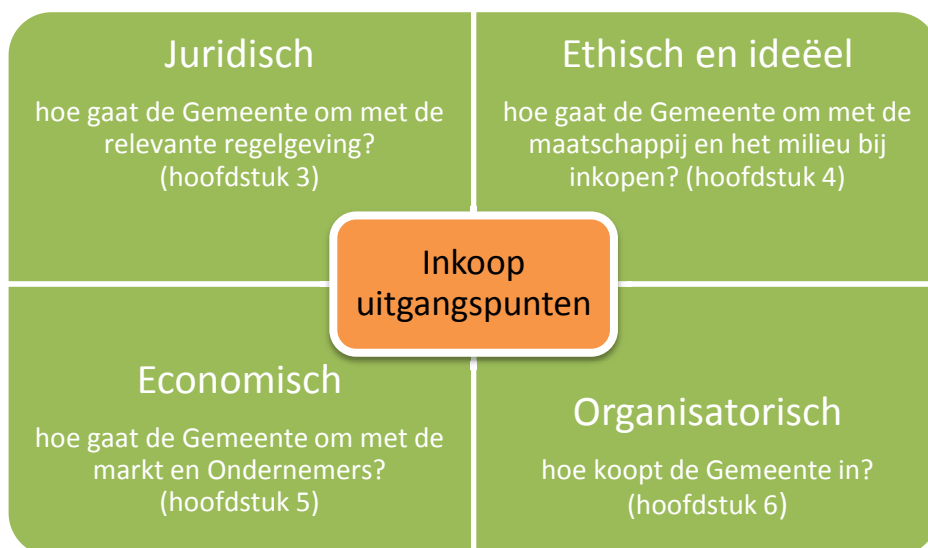 Juridisch
hoe gaat de Gemeente om met de
relevante regelgeving?
(hoofdstuk 3)
Ethisch en ideëel
hoe gaat de Gemeente om met de
maatschappij en het milieu bij
inkopen? (hoofdstuk 4)
Inkoop
uitgangspunten
Economisch
hoe gaat de Gemeente om met de
markt en Ondernemers?
(hoofdstuk 5)
Organisatorisch
hoe koopt de Gemeente in?
(hoofdstuk 6)